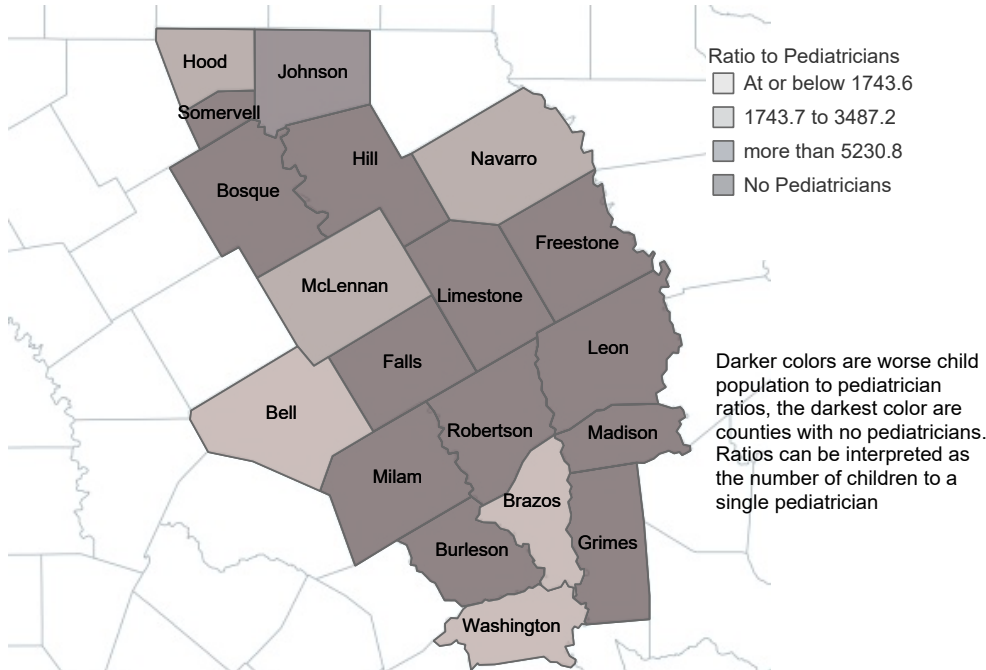 Hood
Johnson
Somervell
Hill
Navarro
Bosque
Freestone
McLennan
Limestone
Leon
Falls
Bell
Robertson
Madison
Milam
Brazos
Burleson
Grimes
Washington
Ratio to Pediatricians
At or below 1743.6
1743.7 to 3487.2
more than 5230.8
No Pediatricians
Darker colors are worse child
population to pediatrician
ratios, the darkest color are
counties with no pediatricians.
Ratios can be interpreted as
the number of children to a
single pediatrician